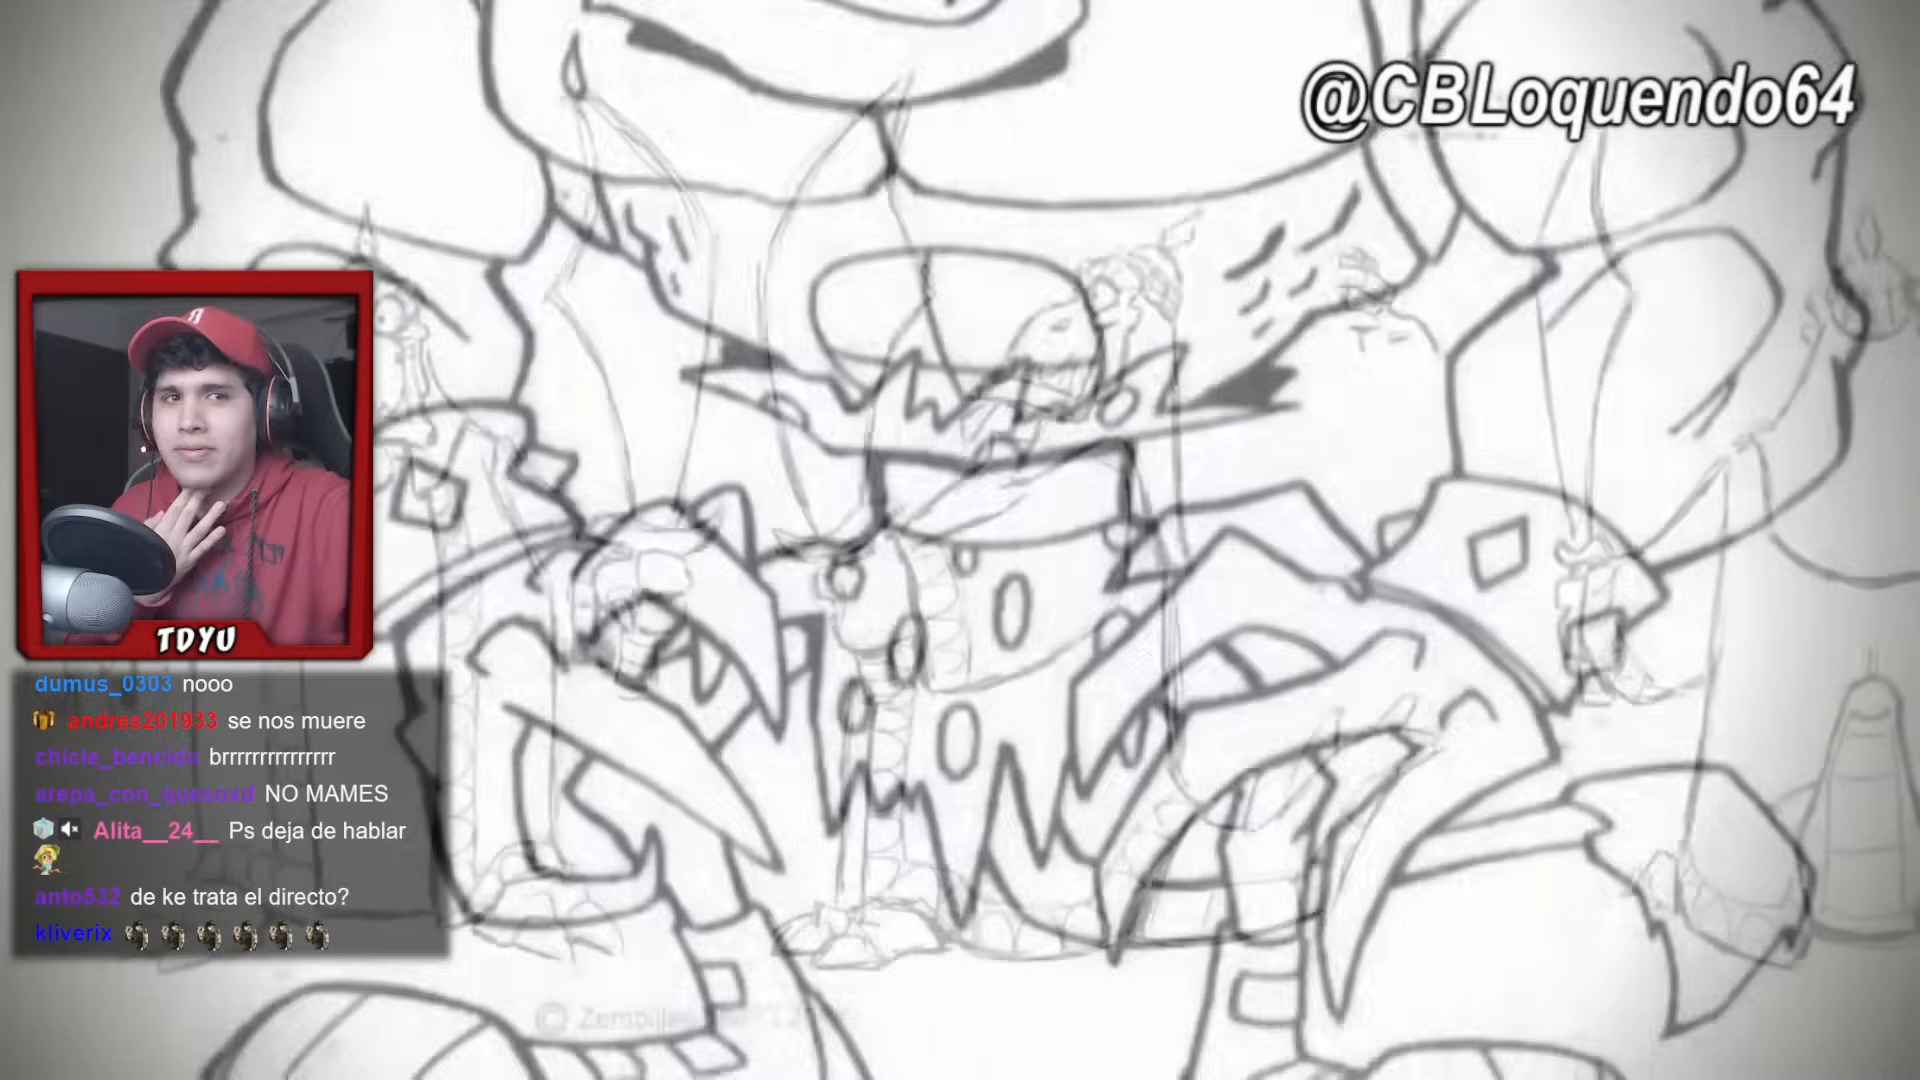 @CBLoquendo64
TDYU
dumus_0303 nooo
andres201933 se nos muere
chicle_bencido brrrrrrrrrrrrrrr
arepa_con_quesoxd NO MAMES
Alita__24__ Ps deja de hablar
anto532 de ke trata el directo?
kliverix